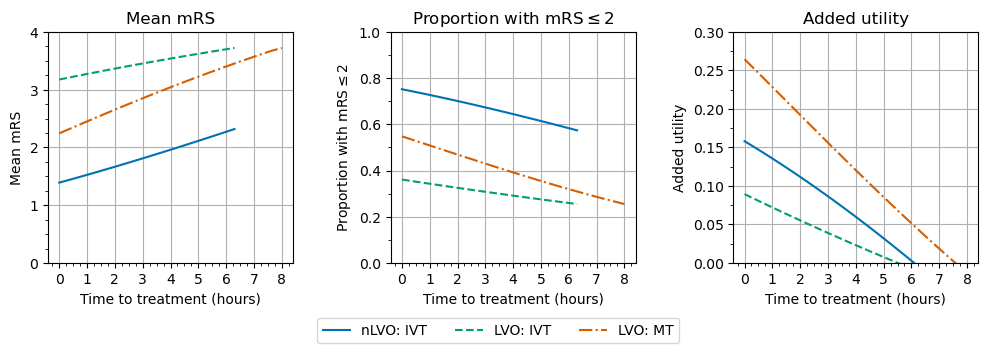 Mean mRS
Mean mRS
4
3
2
1
0
0 1 2 3 4 5 6 7 8
Time to treatment (hours)
Proportion with mRS ≤ 2
Proportion with mRS ≤ 2
1.0
0.8
0.6
0.4
0.2
0.0
0 1 2 3 4 5 6 7 8
Time to treatment (hours)
Added utility
Added utility
0.30
0.25
0.20
0.15
0.10
0.05
0.00
0 1 2 3 4 5 6 7 8
Time to treatment (hours)
nLVO: IVT LVO: IVT LVO: MT